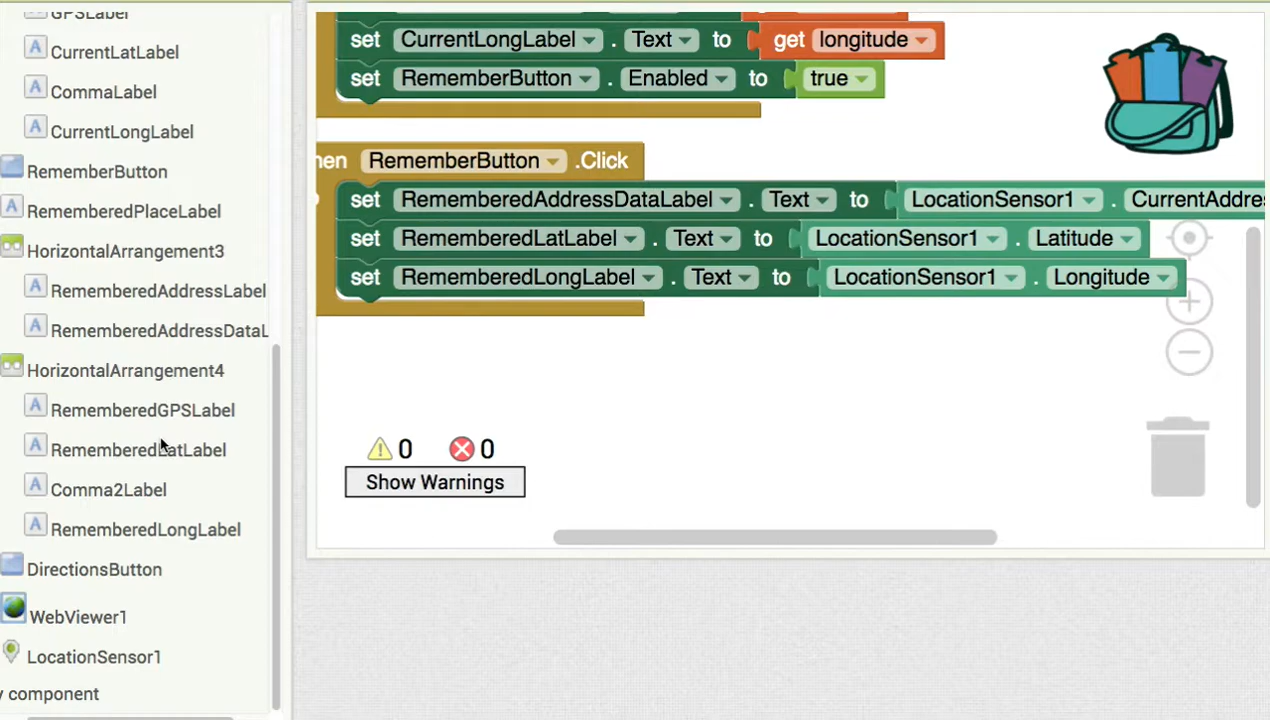 GPSLabel
CurrentLatLabel
CommaLabel
CurrentLongLabel
RememberButton
RememberedPlaceLabel
HorizontalArrangement3
RememberedAddressLabel
RememberedAddressDataL
HorizontalArrangement4
RememberedGPSLabel
RememberedLatLabel
Comma2Label
RememberedLongLabel
DirectionsButton
WebViewer1
LocationSensor1
y component
set CurrentLongLabel . Text to get longitude
set RememberButton . Enabled to true
hen RememberButton .Click
set RememberedAddressDataLabel . Text to LocationSensor1 . CurrentAddre
set RememberedLatLabel . Text to LocationSensor1 . Latitude
set RememberedLongLabel . Text to LocationSensor1 . Longitude
0 0
Show Warnings